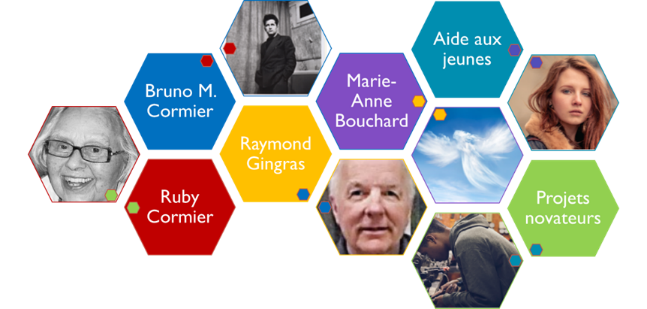 Bruno M.
Cormier
Ruby
Cormier
Raymond
Gingras
Marie-
Anne
Bouchard
Aide aux
jeunes
Projets
novateurs